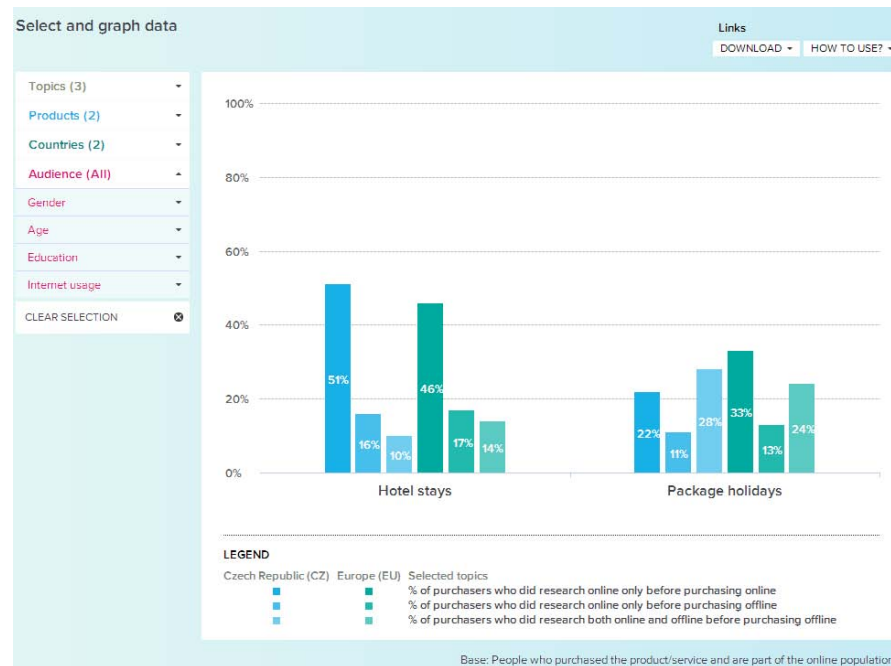 Select and graph data
Links
DOWNLOAD HOW TO USE?
Topics (3)
Products (2)
Countries (2)
Audience (All)
Gender
Age
Education
Internet usage
CLEAR SELECTION
100%
80%
60%
40%
20%
0%
51%
16%
10%
46%
17%
14%
22%
11%
28%
33%
13%
24%
Hotel stays Package holidays
LEGEND
Czech Republic (CZ) Europe (EU) Selected topics
% of purchasers who did research online only before purchasing online
% of purchasers who did research online only before purchasing offline
% of purchasers who did research both online and offline before purchasing offline
Base: People who purchased the product/service and are part of the online population